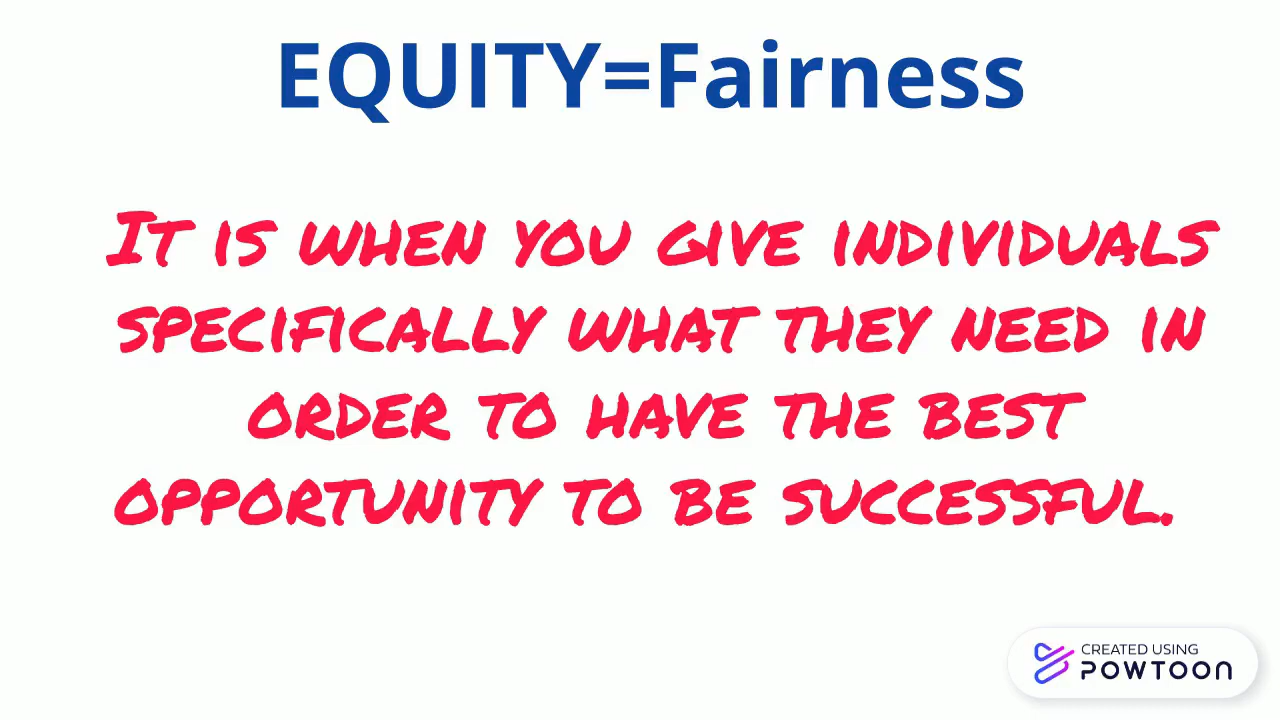 EQUITY=Fairness
It is when you give individuals
specifically what they need in
order to have the best
opportunity to be successful.
CREATED USING
POWTOON